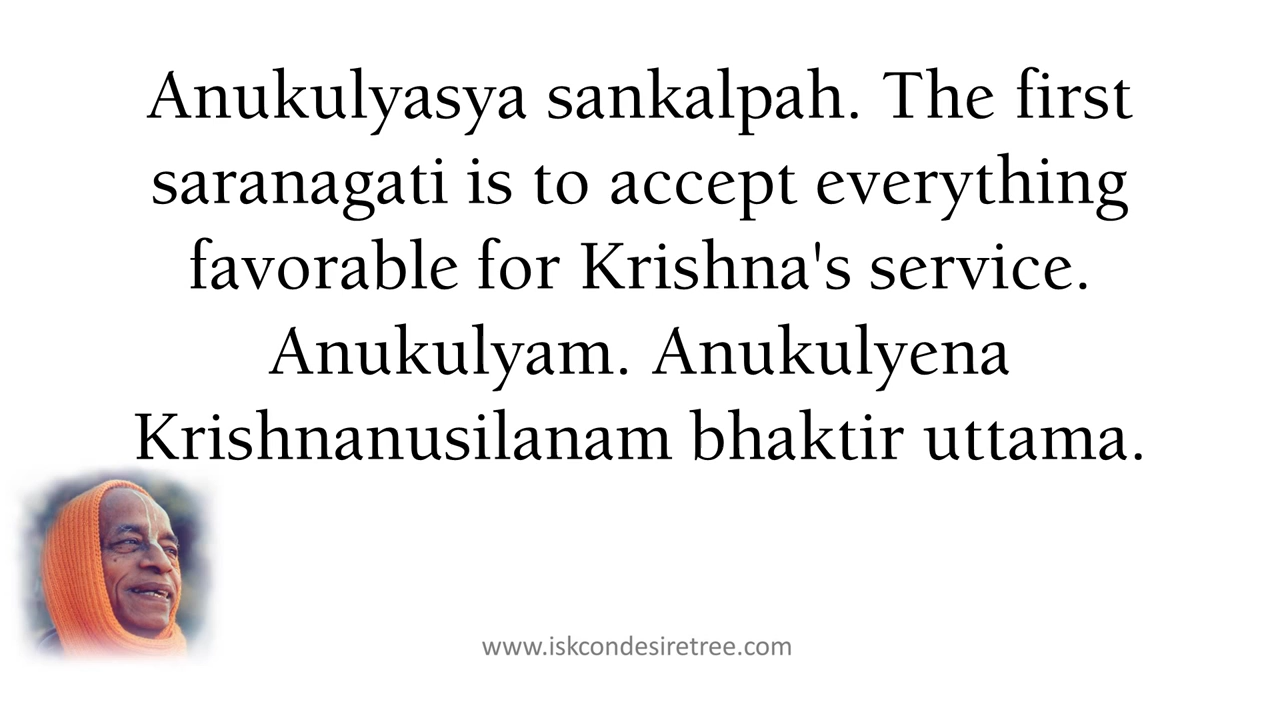 Anukulyasya sankalpah. The first
saranagati is to accept everything
favorable for Krishna's service.
Anukulyam. Anukulyena
Krishnanusilanam bhaktir uttama.
www.iskcondesiretree.com